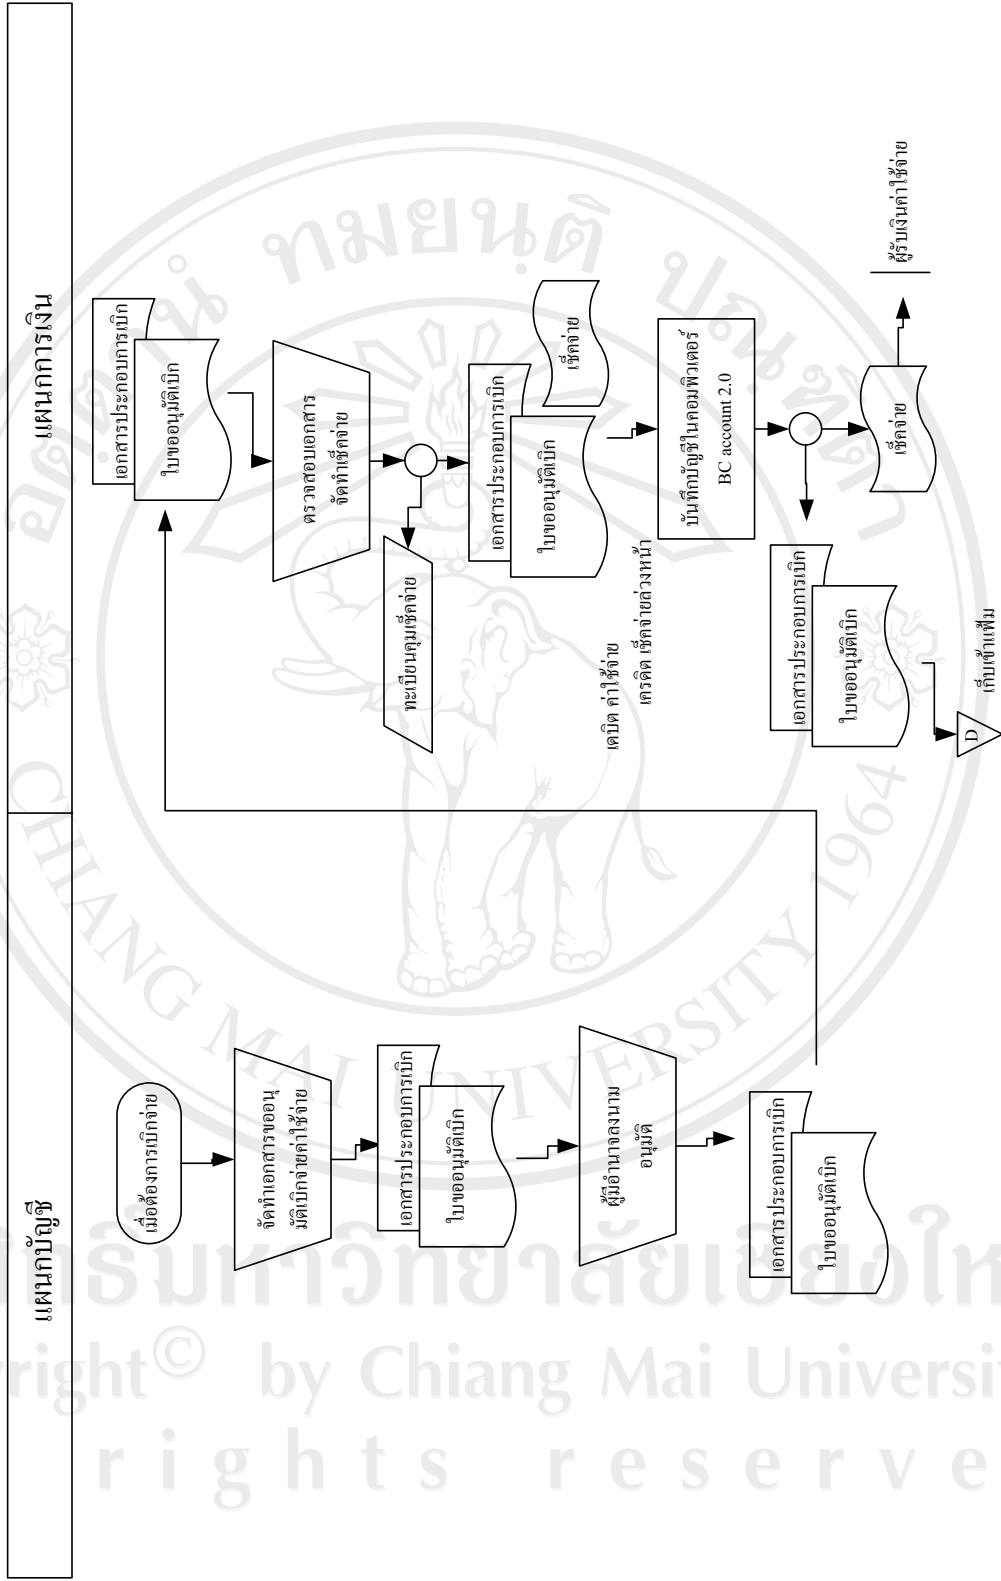 แผนกบัญชี
แผนกการเงิน
เมื่อต้องการเบิกจ่าย
จัดทำเอกสารขออนุ
มัติเบิกจ่ายค่าใช้จ่าย
เอกสารประกอบการเบิก
ใบขออนุมัติเบิก
ผู้มีอำนาจลงนาม
อนุมัติ
เอกสารประกอบการเบิก
ใบขออนุมัติเบิก
เอกสารประกอบการเบิก
ใบขออนุมัติเบิก
ตรวจสอบเอกสาร
จัดทำเช็คจ่าย
ทะเบียนคุมเช็คจ่าย
เอกสารประกอบการเบิก
ใบขออนุมัติเบิก
เช็คจ่าย
เดบิต ค่าใช้จ่าย
เครดิต เช็คจ่ายล่วงหน้า
บันทึกบัญชีในคอมพิวเตอร์
BC account 2.0
เอกสารประกอบการเบิก
ใบขออนุมัติเบิก
เช็คจ่าย
ผู้รับเงินค่าใช้จ่าย
D
เก็บเข้าแฟ้ม
CHIANG MAI UNIVERSITY 1964
by Chiang Mai